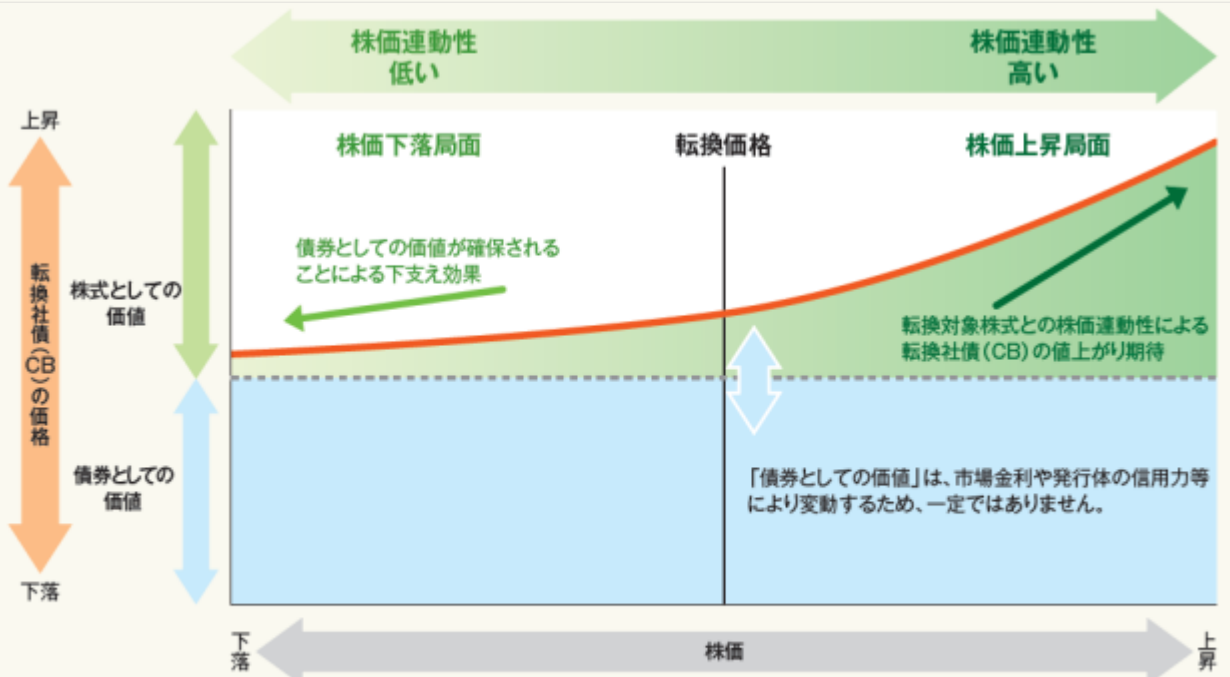 株価連動性
低い
株価連動性
高い
上昇
株価下落局面
転換価格
株価上昇局面
債券としての価値が確保される
ことによる下支え効果
転換社債(CB)の価格
株式としての
価値
転換対象株式との株価連動性による
転換社債(CB)の値上がり期待
債券としての
価値
「債券としての価値」は、市場金利や発行体の信用力等
により変動するため、一定ではありません。
下落
下落
株価
上昇